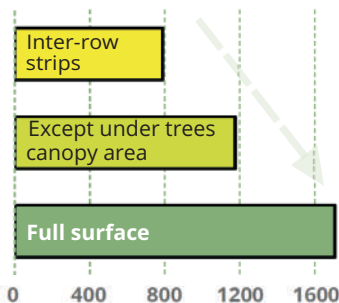 Inter-row
strips
Except under trees
canopy area
Full surface
0 400 800 1200 1600